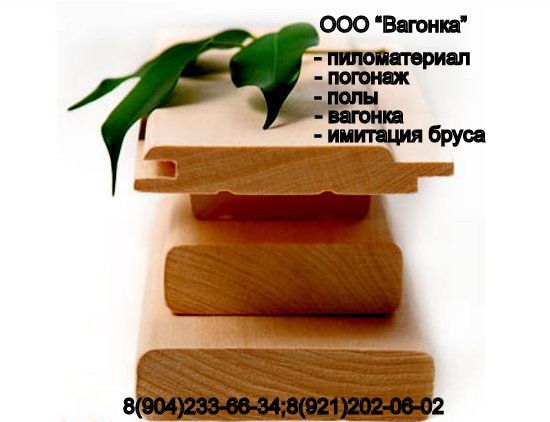 ООО “Вагонка”
- пиломатериал
- погонаж
- полы
- вагонка
- имитация бруса
8(904)233-66-34;8(921)202-06-02